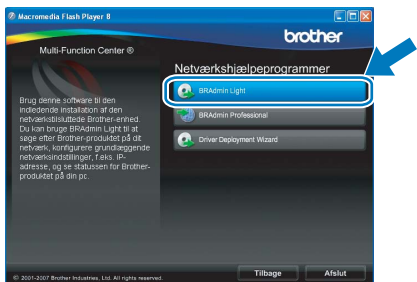 Macromedia Flash Player 8
brother
Multi-Function Center ®
Netværkshjælpeprogrammer
BRAdmin Light
BRAdmin Professional
Driver Deployment Wizard
Brug denne software til den
indledende installation af den
netværkstilsluttede Brother-enhed.
Du kan bruge BRAdmin Light til at
søge efter Brother-produktet på dit
netværk, konfigurere grundlæggende
netværksindstillinger, f.eks. IP-
adresse, og se statussen for Brother-
produktet på din pc.
© 2001-2007 Brother Industries, Ltd. All rights reserved.
Tilbage
Afslut